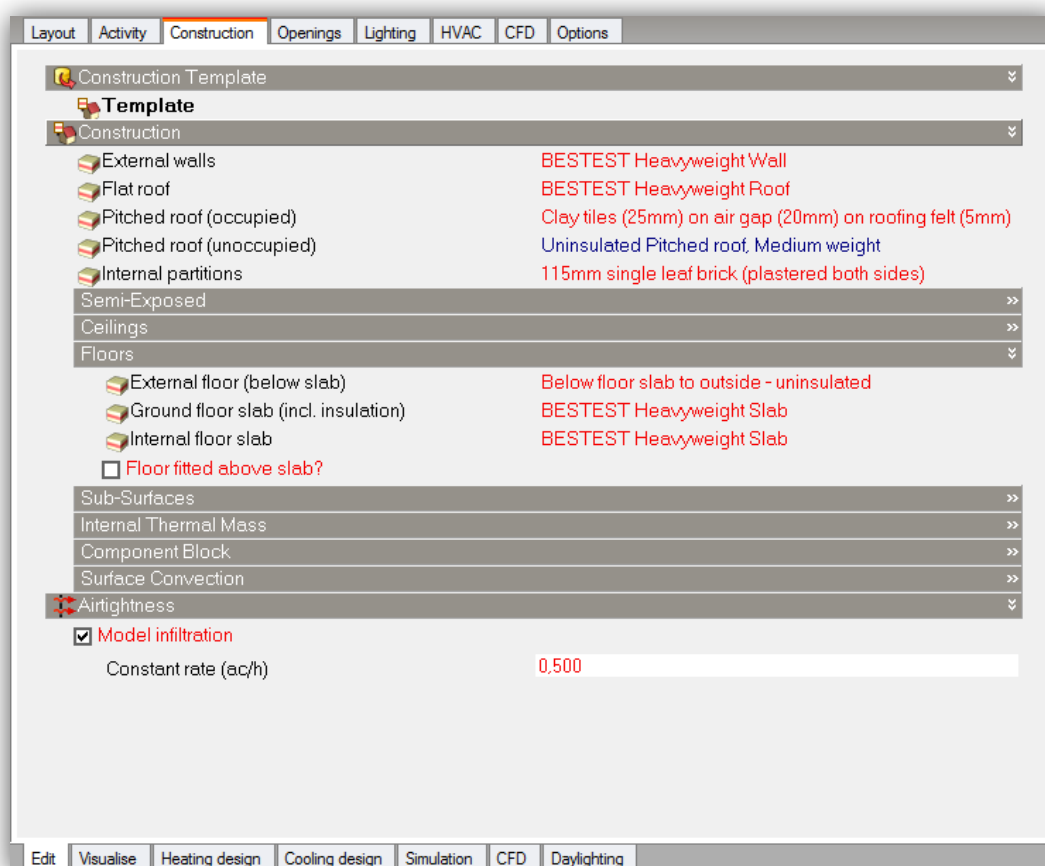 Layout Activity Construction Openings Lighting HVAC CFD Options
Construction Template
Template
Construction
External walls BESTEST Heavyweight Wall
Flat roof BESTEST Heavyweight Roof
Pitched roof (occupied) Clay tiles (25mm) on air gap (20mm) on roofing felt (5mm)
Pitched roof (unoccupied) Uninsulated Pitched roof, Medium weight
Internal partitions 115mm single leaf brick (plastered both sides)
Semi-Exposed
Ceilings
Floors
External floor (below slab) Below floor slab to outside - uninsulated
Ground floor slab (incl. insulation) BESTEST Heavyweight Slab
Internal floor slab BESTEST Heavyweight Slab
Floor fitted above slab?
Sub-Surfaces
Internal Thermal Mass
Component Block
Surface Convection
Airtightness
Model infiltration
Constant rate (ac/h) 0,500
Edit Visualise Heating design Cooling design Simulation CFD Daylighting